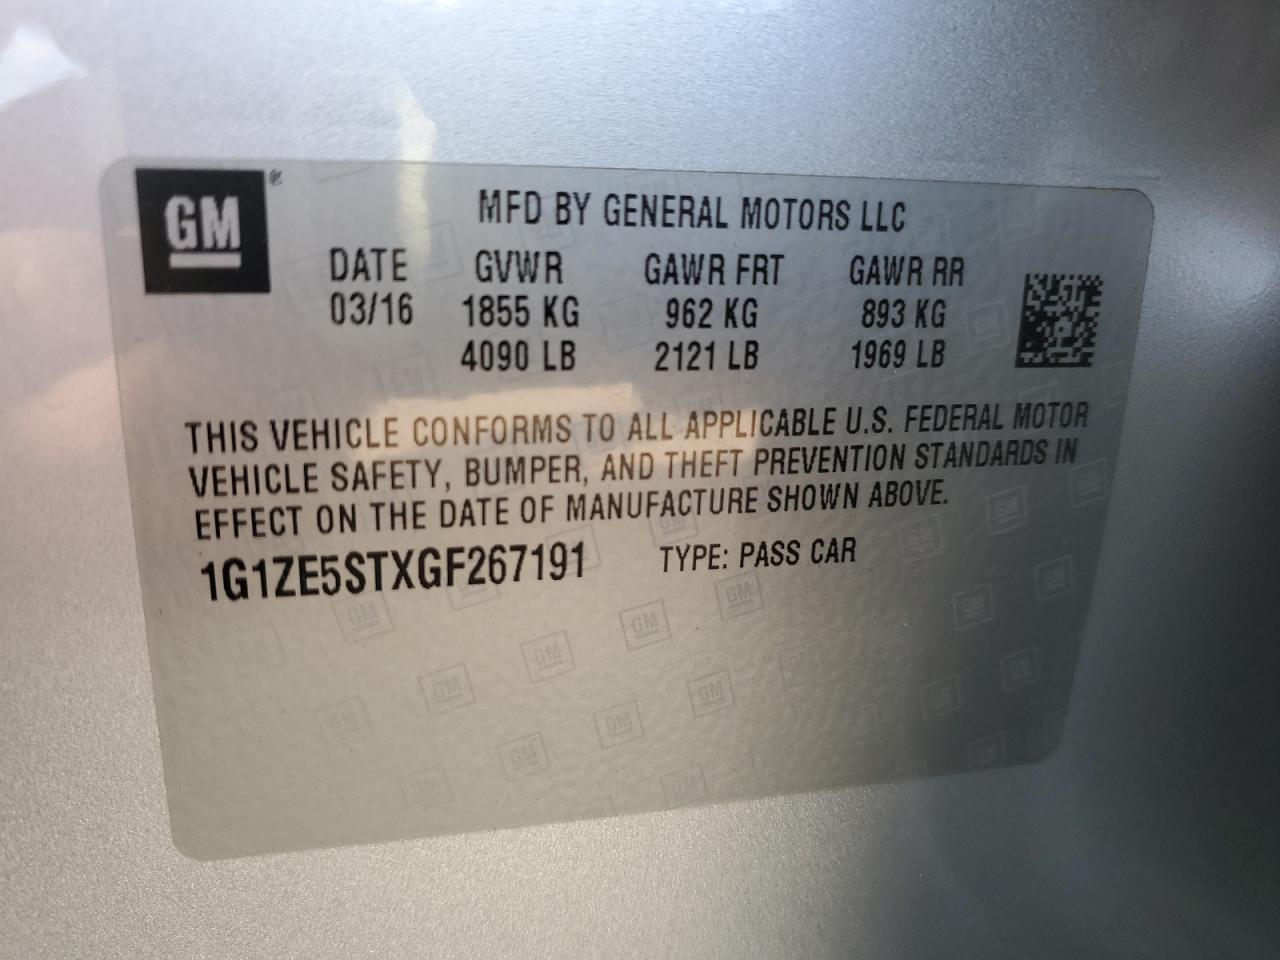 GM ®
MFD BY GENERAL MOTORS LLC
DATE GVWR GAWR FRT GAWR RR
03/16 1855 KG 962 KG 893 KG
4090 LB 2121 LB 1969 LB
THIS VEHICLE CONFORMS TO ALL APPLICABLE U.S. FEDERAL MOTOR
VEHICLE SAFETY, BUMPER, AND THEFT PREVENTION STANDARDS IN
EFFECT ON THE DATE OF MANUFACTURE SHOWN ABOVE.
1G1ZE5STXGF267191 TYPE: PASS CAR